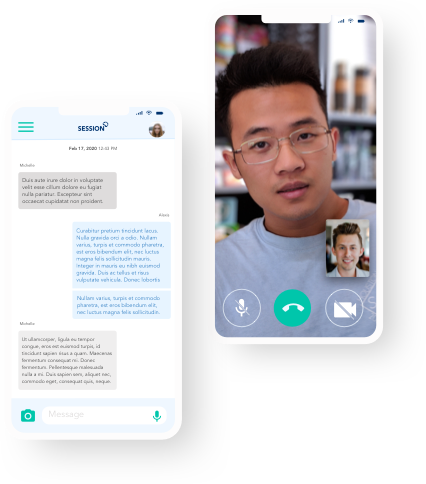 SESSION
Feb 17, 2020 12:43 PM
Michelle
Duis aute irure dolor in voluptate
velit esse cillum dolore eu fugiat
nulla pariatur. Excepteur sint
occaecat cupidatat non proident.
Curabitur pretium tincidunt lacus.
Nulla gravida orci a odio. Nullam
varius, turpis et commodo pharetra,
est eros bibendum elit, nec luctus
magna felis sollicitudin mauris.
Integer in mauris eu nibh euismod
gravida. Duis ac tellus et risus
vulputate vehicula. Donec lobortis
Nullam varius, turpis et commodo
pharetra, est eros bibendum elit,
nec luctus magna felis sollicitudin.
Michelle
Ut ullamcorper, ligula eu tempor
congue, eros est euismod turpis, id
tincidunt sapien risus a quam. Maecenas
fermentum consequat mi. Donec
fermentum. Pellentesque malesuada
nulla a mi. Duis sapien sem, aliquet nec,
commodo eget, consequat quis, neque.
Message